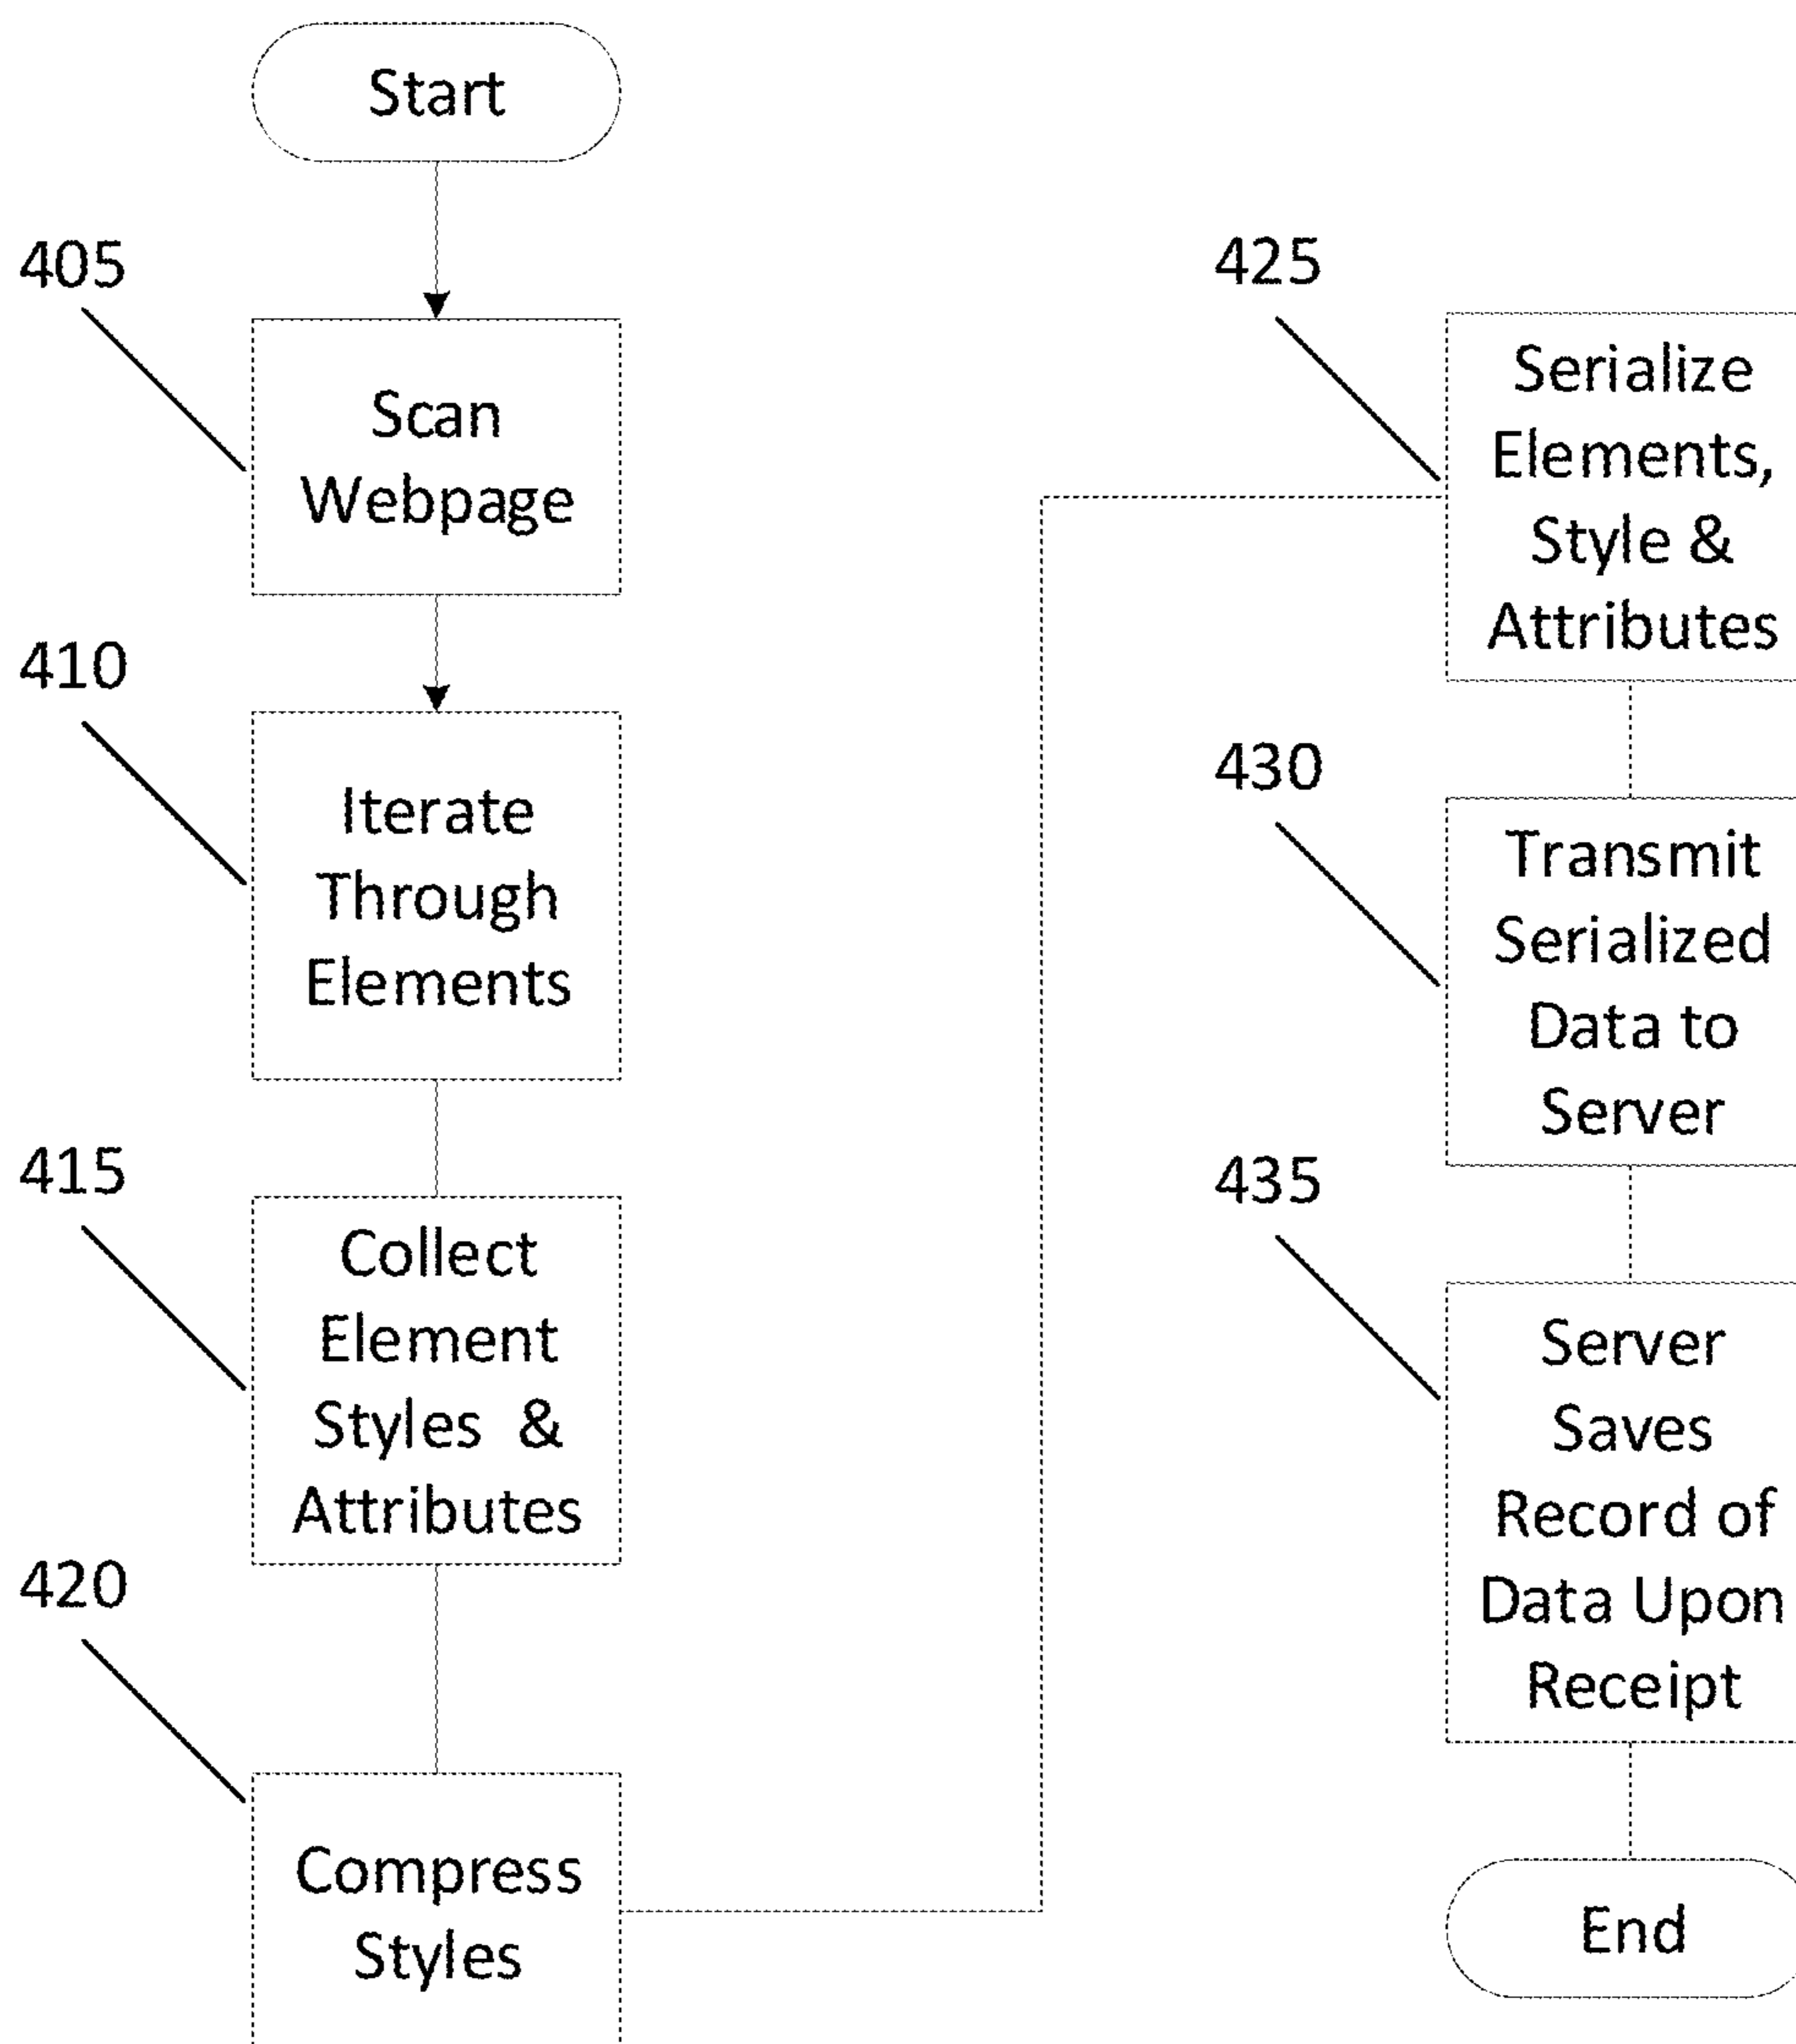 Start
405
Scan
Webpage
410
Iterate
Through
Elements
415
Collect
Element
Styles &
Attributes
420
Compress
Styles
425
Serialize
Elements,
Style &
Attributes
430
Transmit
Serialized
Data to
Server
435
Server
Saves
Record of
Data Upon
Receipt
End